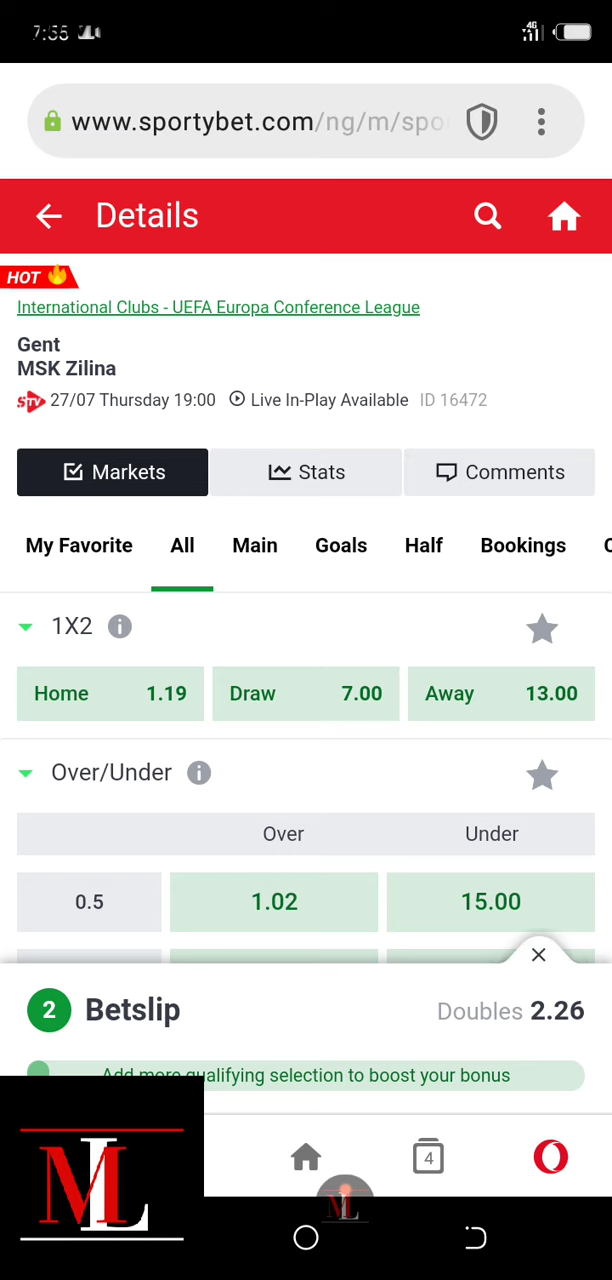 7:55
4G
www.sportybet.com/ng/m/spo
Details
HOT
International Clubs - UEFA Europa Conference League
Gent
MSK Zilina
STV 27/07 Thursday 19:00 Live In-Play Available ID 16472
Markets Stats Comments
My Favorite All Main Goals Half Bookings C
1X2 i
Home 1.19 Draw 7.00 Away 13.00
Over/Under i
Over Under
0.5 1.02 15.00
2 Betslip Doubles 2.26
Add more qualifying selection to boost your bonus
4
ML
ML